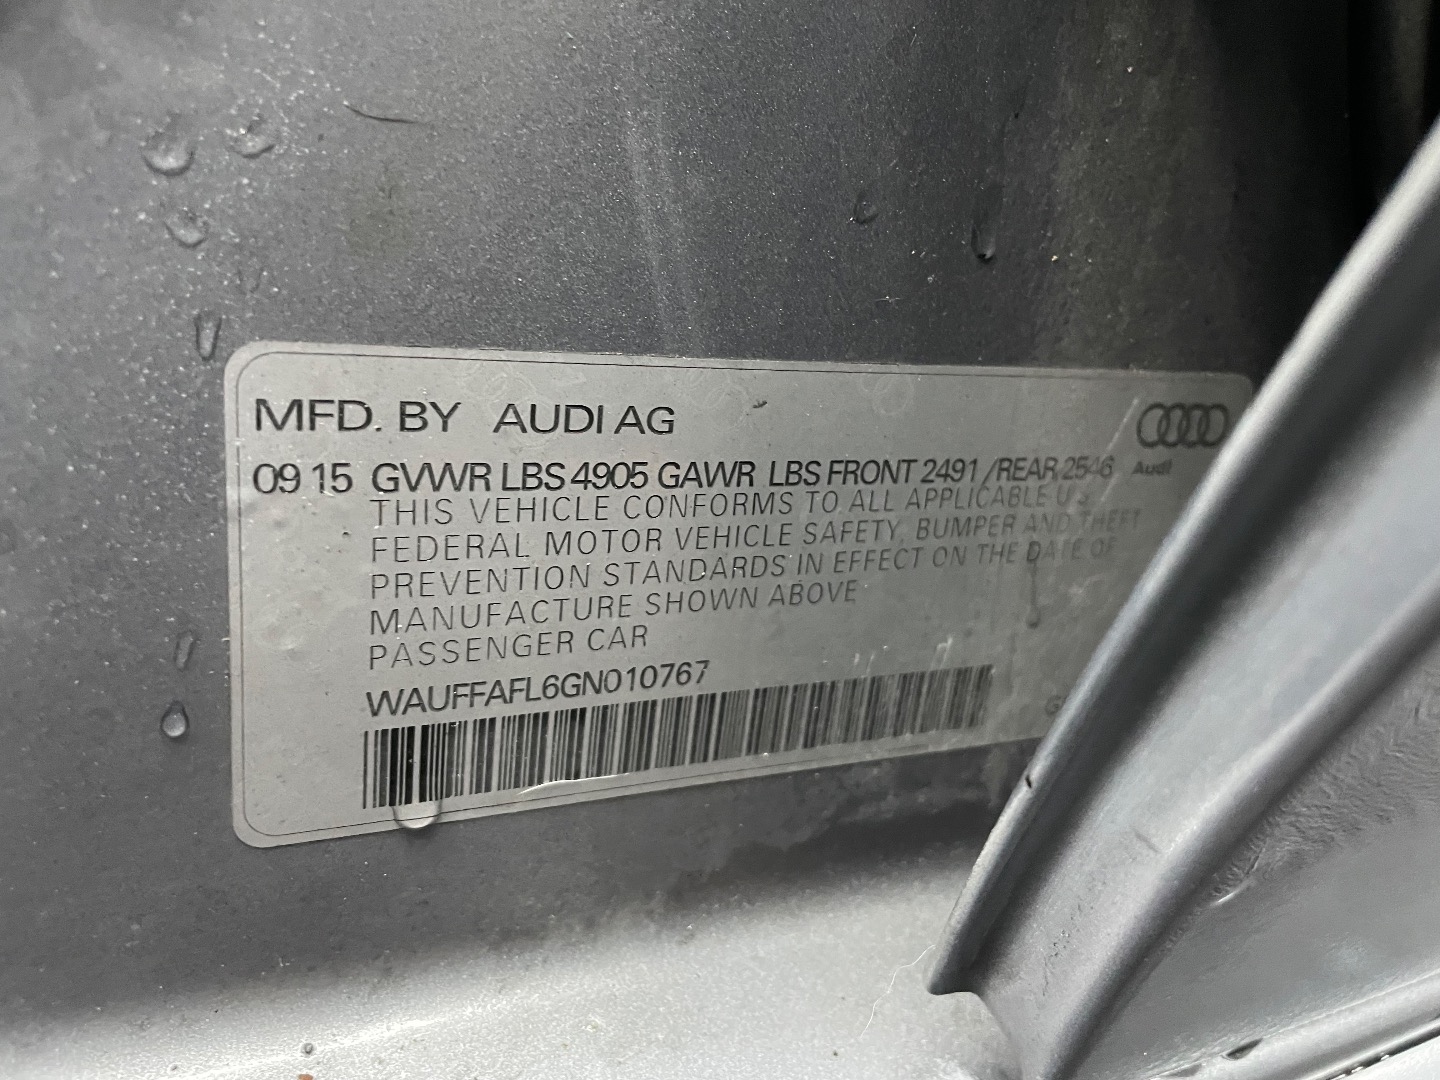 MFD. BY AUDI AG
09 15 GVWR LBS 4905 GAWR LBS FRONT 2491 /REAR 2546 Audi
THIS VEHICLE CONFORMS TO ALL APPLICABLE U.S.
FEDERAL MOTOR VEHICLE SAFETY, BUMPER AND THEFT
PREVENTION STANDARDS IN EFFECT ON THE DATE OF
MANUFACTURE SHOWN ABOVE
PASSENGER CAR
WAUFFAFL6GN010767